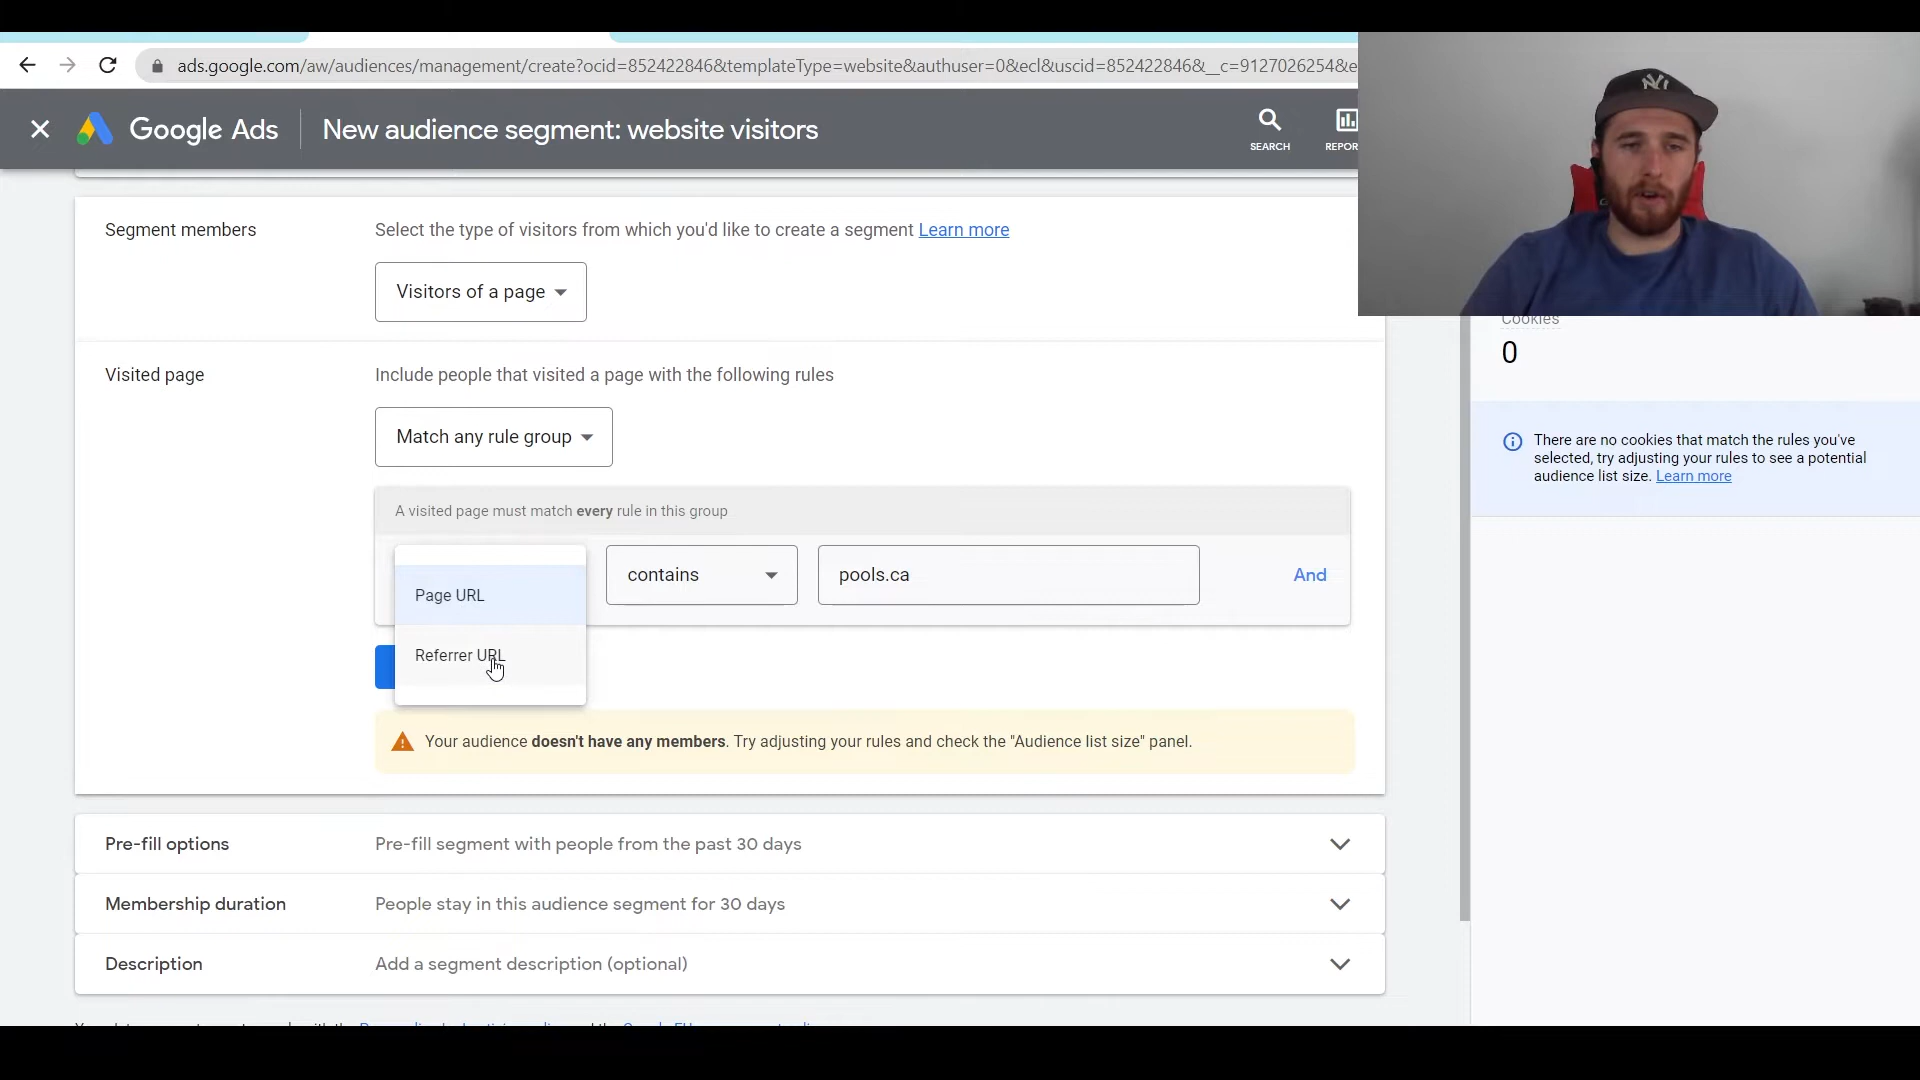 ads.google.com/aw/audiences/management/create?ocid=852422846&templateType=website&authuser=0&ecl&uscid=852422846&__c=9127026254&e
Google Ads
New audience segment: website visitors
SEARCH
REPOR
Segment members
Select the type of visitors from which you'd like to create a segment Learn more
Visitors of a page
Cookies
0
Visited page
Include people that visited a page with the following rules
Match any rule group
There are no cookies that match the rules you've
selected, try adjusting your rules to see a potential
audience list size. Learn more
A visited page must match every rule in this group
Page URL
contains
pools.ca
And
Referrer URL
Your audience doesn't have any members. Try adjusting your rules and check the "Audience list size" panel.
Pre-fill options
Pre-fill segment with people from the past 30 days
Membership duration
People stay in this audience segment for 30 days
Description
Add a segment description (optional)